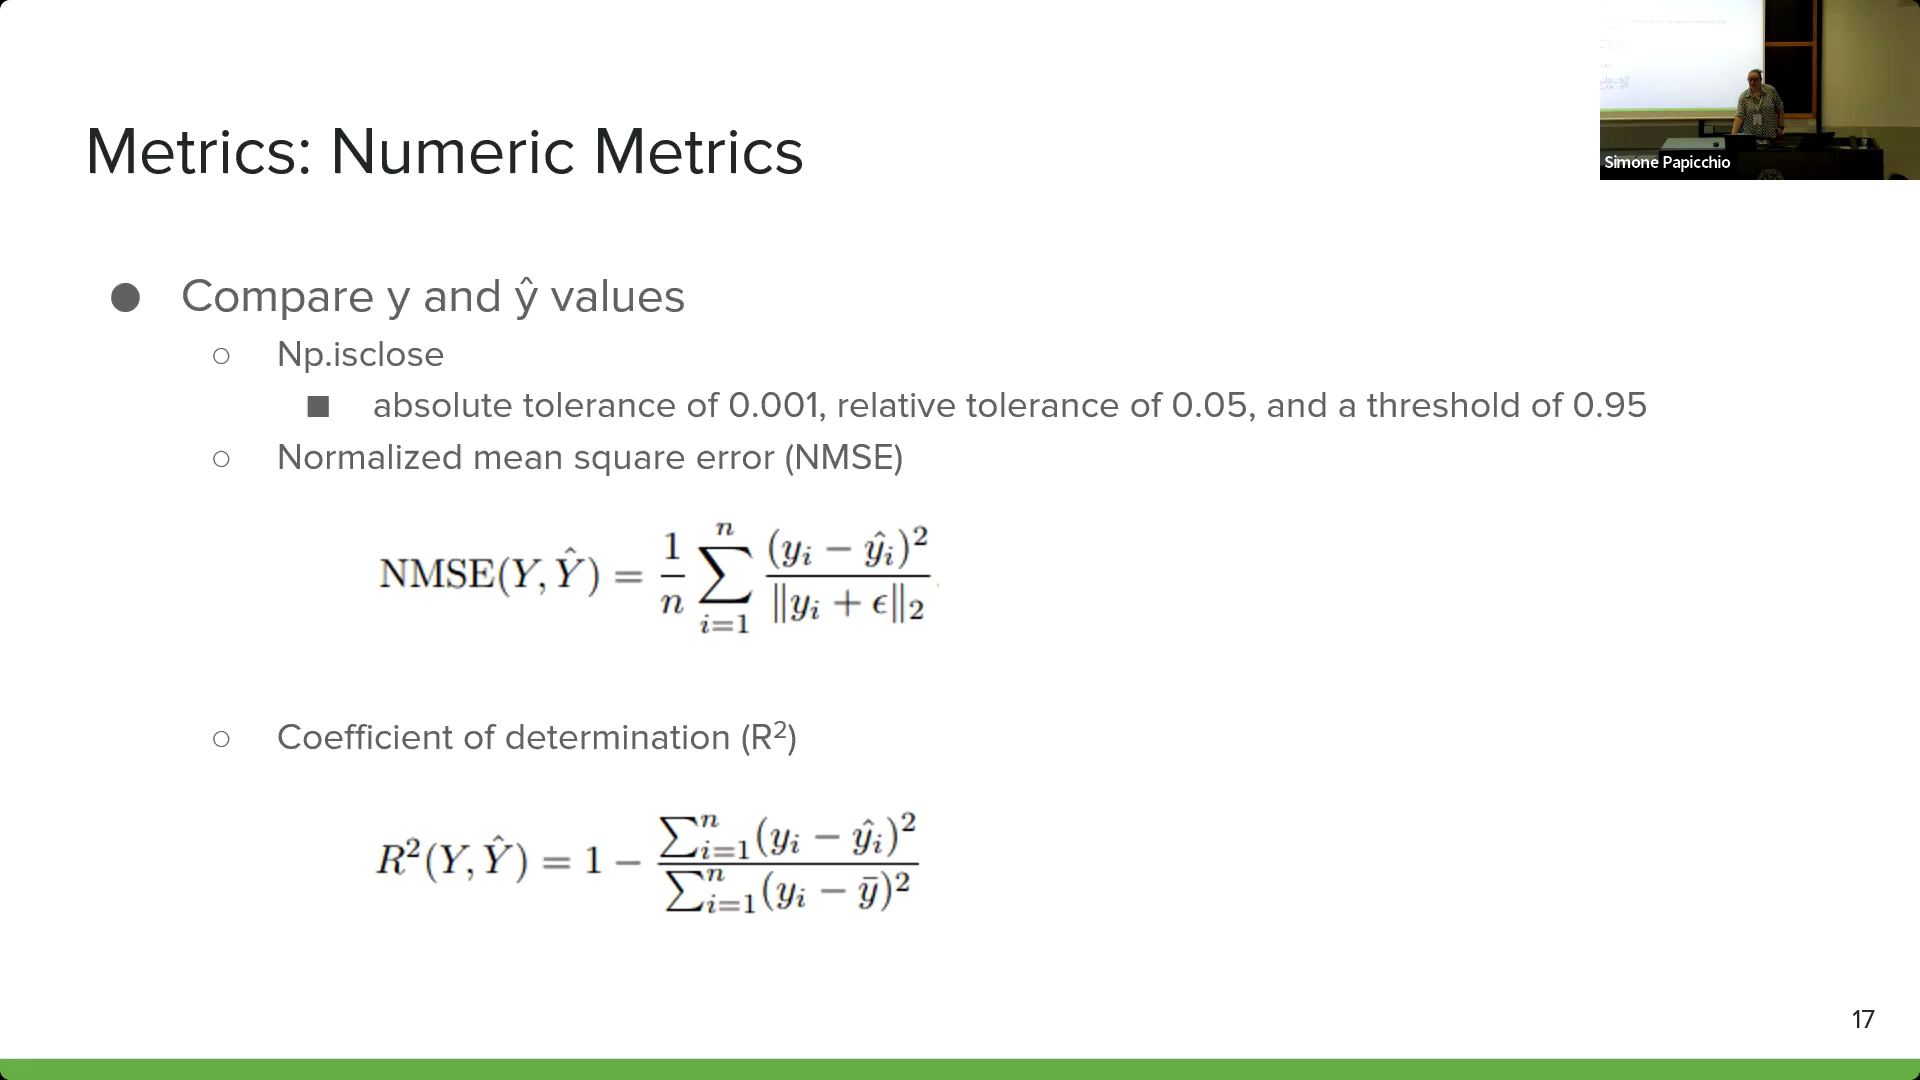 Metrics: Numeric Metrics
Simone Papicchio
● Compare y and ŷ values
○ Np.isclose
■ absolute tolerance of 0.001, relative tolerance of 0.05, and a threshold of 0.95
○ Normalized mean square error (NMSE)
NMSE(Y, Ŷ) = 1/n ∑_{i=1}^{n} (y_i − ŷ_i)² / ‖y_i + ϵ‖₂
○ Coefficient of determination (R²)
R²(Y, Ŷ) = 1 − ∑_{i=1}^{n}(y_i − ŷ_i)² / ∑_{i=1}^{n}(y_i − ȳ)²
17